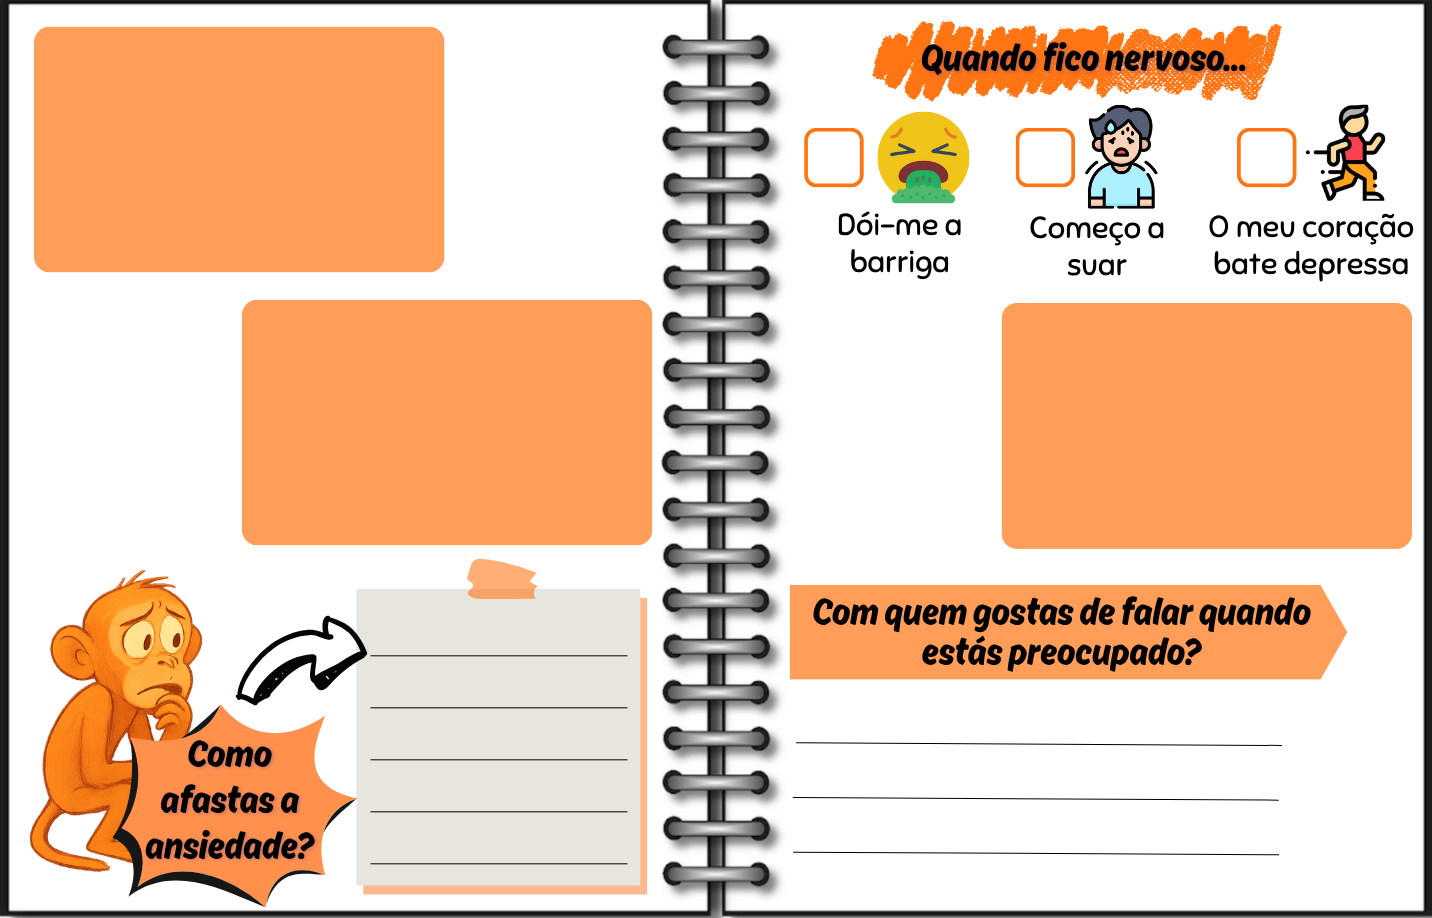 Como
afastas a
ansiedade?
Quando fico nervoso...
Dói-me a
barriga
Começo a
suar
O meu coração
bate depressa
Com quem gostas de falar quando
estás preocupado?